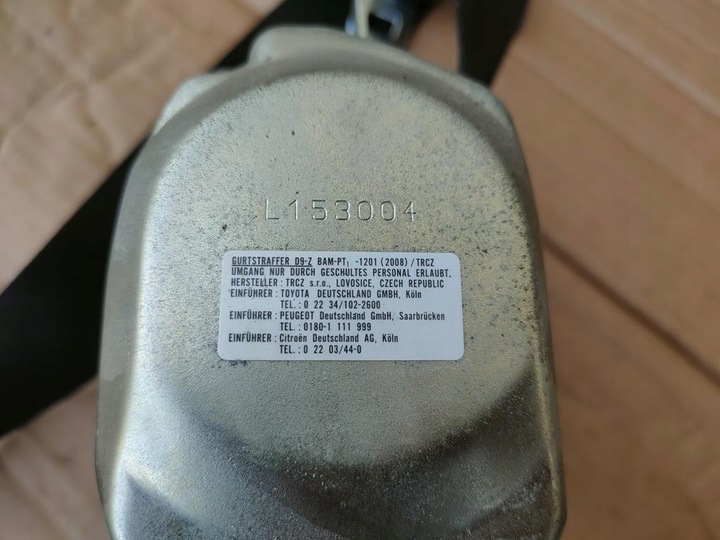 L153004
GURTSTRAFFER D9-Z BAM-PT₁ -1201 (2008) / TRCZ
UMGANG NUR DURCH GESCHULTES PERSONAL ERLAUBT.
HERSTELLER : TRCZ s.r.o., LOVOSICE, CZECH REPUBLIC
EINFÜHRER : TOYOTA DEUTSCHLAND GMBH, Köln
TEL. : 0 22 34/102-2600
EINFÜHRER : PEUGEOT Deutschland GmbH, Saarbrücken
TEL. : 0180-1 111 999
EINFÜHRER : Citroën Deutschland AG, Köln
TEL. : 0 22 03/44-0